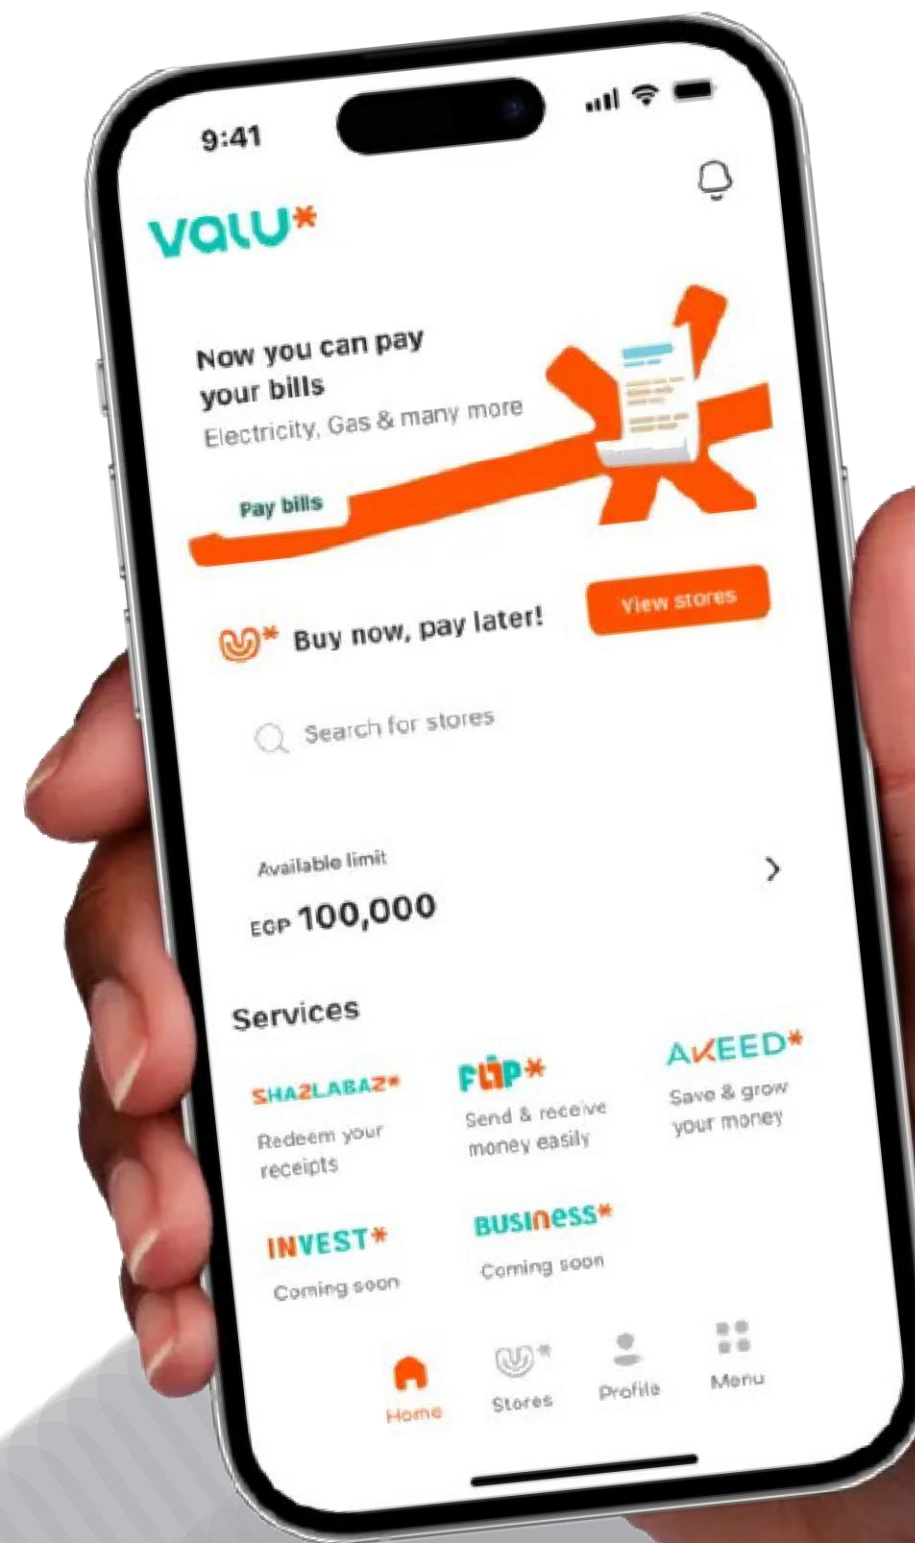 9:41
valu*
Now you can pay
your bills
Electricity, Gas & many more
Pay bills
Buy now, pay later!
View stores
Search for stores
Available limit
EGP 100,000
Services
SHA2LABAZ*
Redeem your
receipts
FLIP*
Send & receive
money easily
AKEED*
Save & grow
your money
INVEST*
Coming soon
BUSINESS*
Coming soon
Home
Stores
Profile
Menu